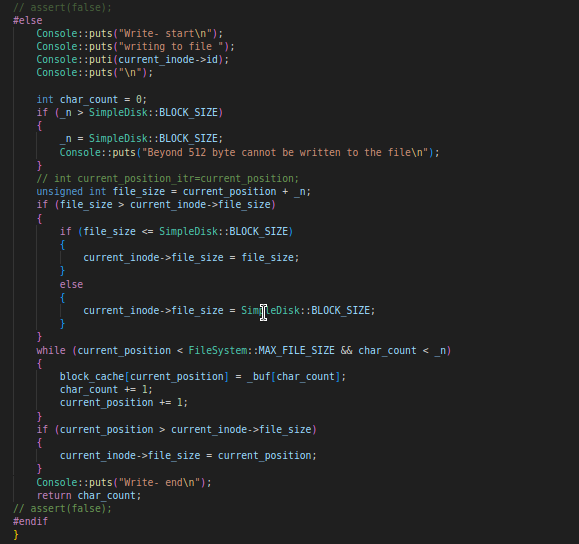 // assert(false);
#else
    Console::puts("Write- start\n");
    Console::puts("writing to file ");
    Console::puti(current_inode->id);
    Console::puts("\n");

    int char_count = 0;
    if (_n > SimpleDisk::BLOCK_SIZE)
    {
        _n = SimpleDisk::BLOCK_SIZE;
        Console::puts("Beyond 512 byte cannot be written to the file\n");
    }
    // int current_position_itr=current_position;
    unsigned int file_size = current_position + _n;
    if (file_size > current_inode->file_size)
    {
        if (file_size <= SimpleDisk::BLOCK_SIZE)
        {
            current_inode->file_size = file_size;
        }
        else
        {
            current_inode->file_size = SimpleDisk::BLOCK_SIZE;
        }
    }
    while (current_position < FileSystem::MAX_FILE_SIZE && char_count < _n)
    {
        block_cache[current_position] = _buf[char_count];
        char_count += 1;
        current_position += 1;
    }
    if (current_position > current_inode->file_size)
    {
        current_inode->file_size = current_position;
    }
    Console::puts("Write- end\n");
    return char_count;
// assert(false);
#endif
}